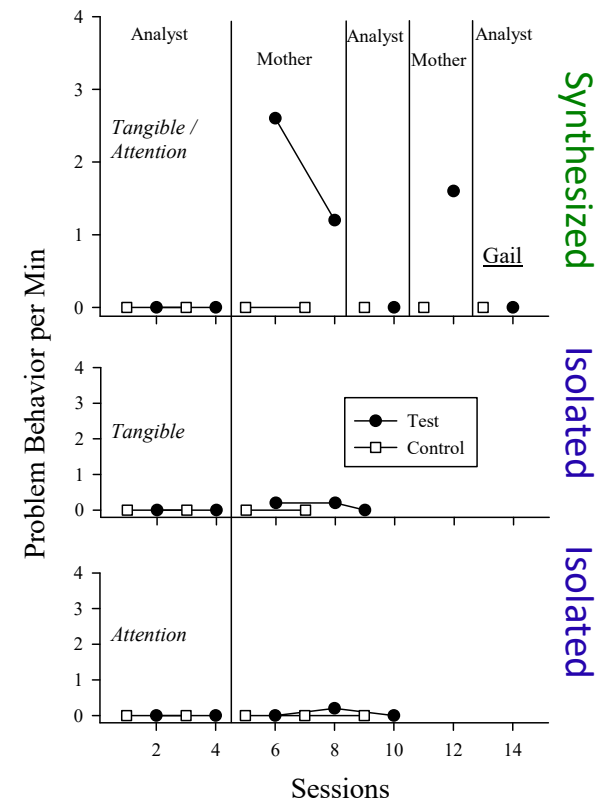 4
Analyst
Analyst
Analyst
Mother
Mother
3
Tangible /
Attention
2
1
Gail
0
Synthesized
Problem Behavior per Min
4
3
Tangible
2
1
0
Test
Control
Isolated
4
3
Attention
2
1
0
Isolated
2 4 6 8 10 12 14
Sessions